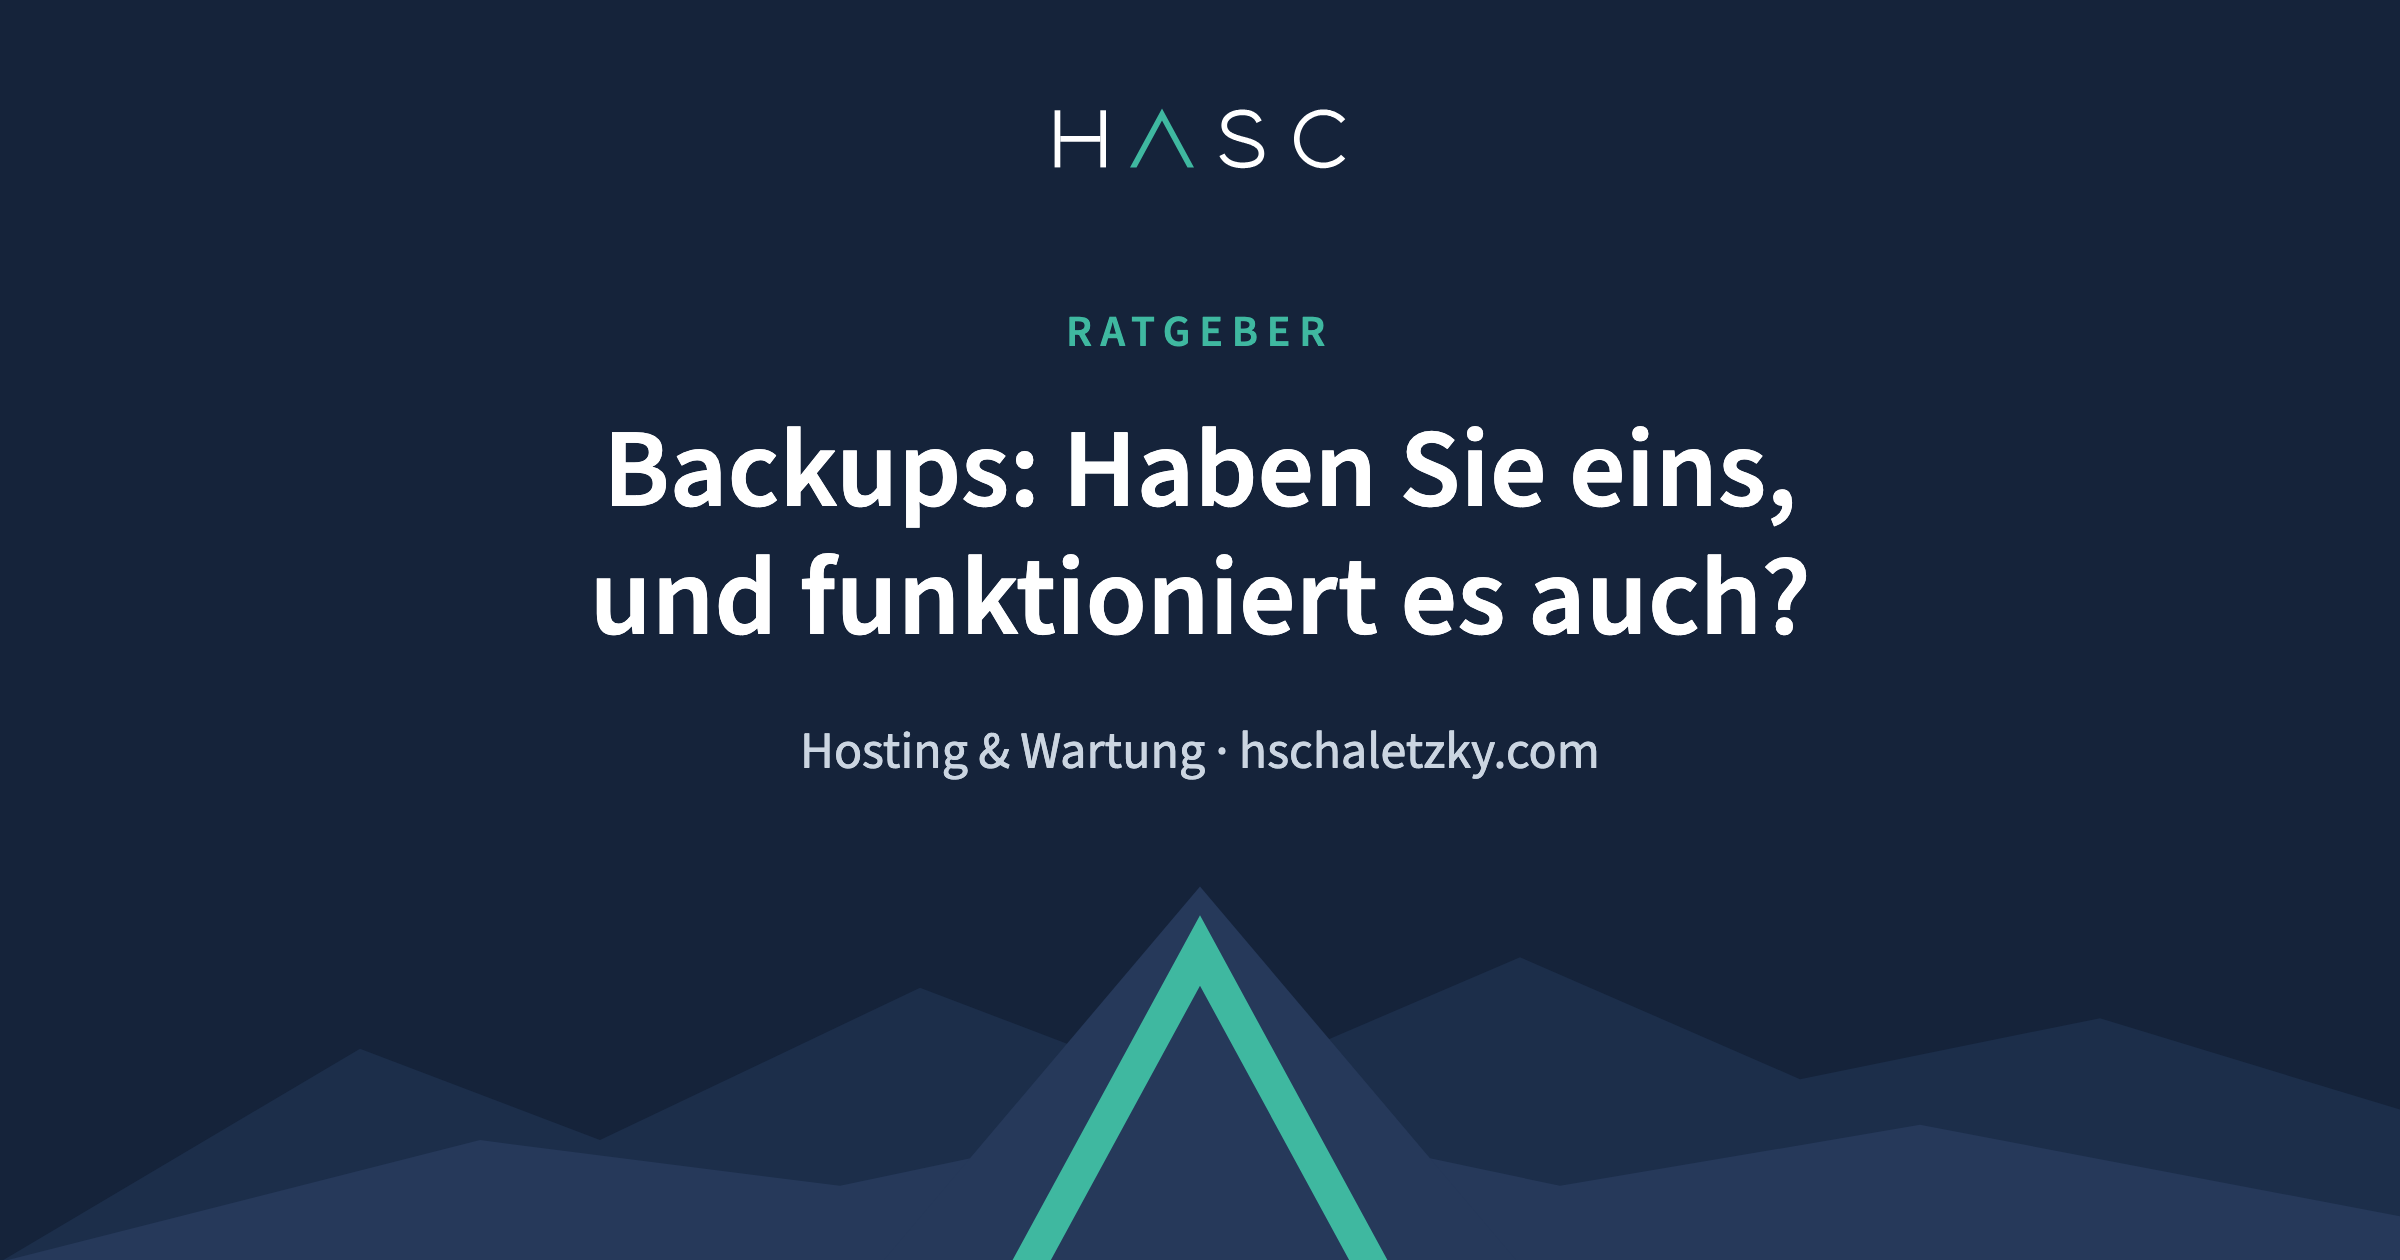 HASC
RATGEBER
Backups: Haben Sie eins,
und funktioniert es auch?
Hosting & Wartung · hschaletzky.com